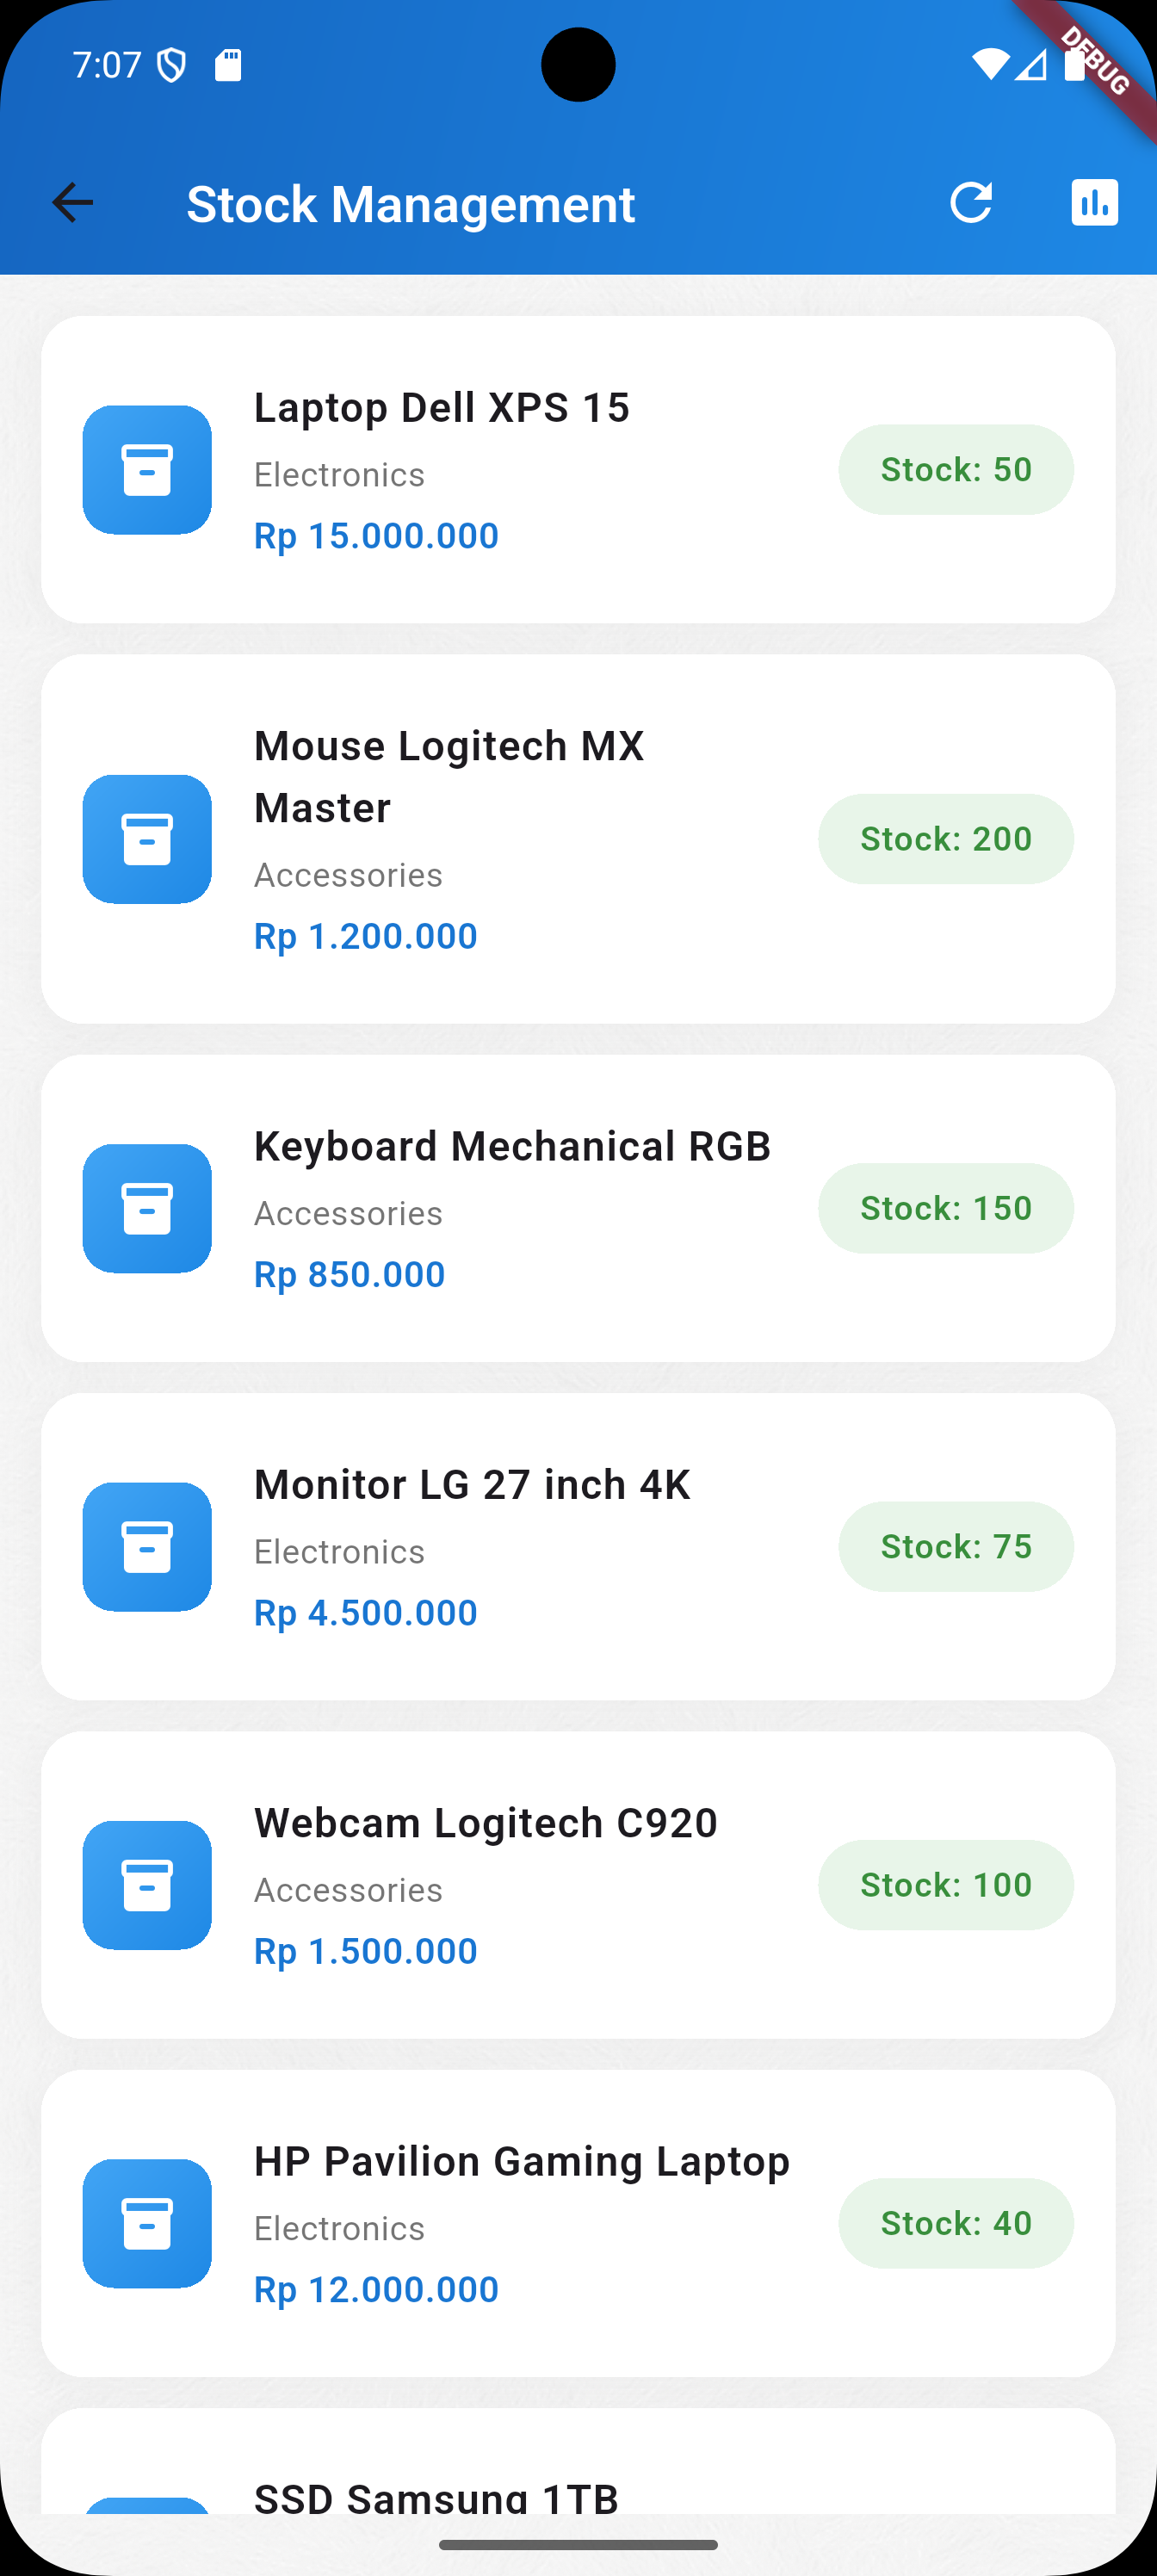 7:07
DEBUG
Stock Management
Laptop Dell XPS 15
Electronics
Rp 15.000.000
Stock: 50
Mouse Logitech MX
Master
Accessories
Rp 1.200.000
Stock: 200
Keyboard Mechanical RGB
Accessories
Rp 850.000
Stock: 150
Monitor LG 27 inch 4K
Electronics
Rp 4.500.000
Stock: 75
Webcam Logitech C920
Accessories
Rp 1.500.000
Stock: 100
HP Pavilion Gaming Laptop
Electronics
Rp 12.000.000
Stock: 40
SSD Samsung 1TB